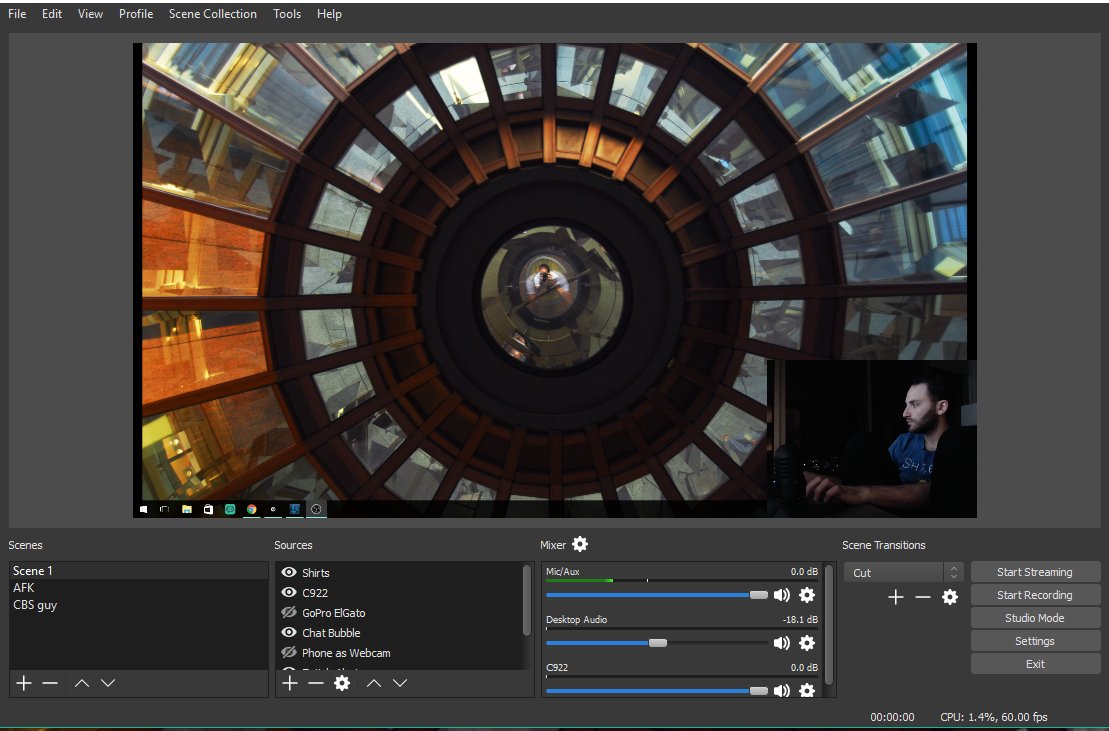 File Edit View Profile Scene Collection Tools Help
Scenes
Scene 1
AFK
CBS guy
Sources
Shirts
C922
GoPro ElGato
Chat Bubble
Phone as Webcam
Mixer
Mic/Aux 0.0 dB
Desktop Audio -18.1 dB
C922 0.0 dB
Scene Transitions
Cut
Start Streaming
Start Recording
Studio Mode
Settings
Exit
00:00:00 CPU: 1.4%, 60.00 fps